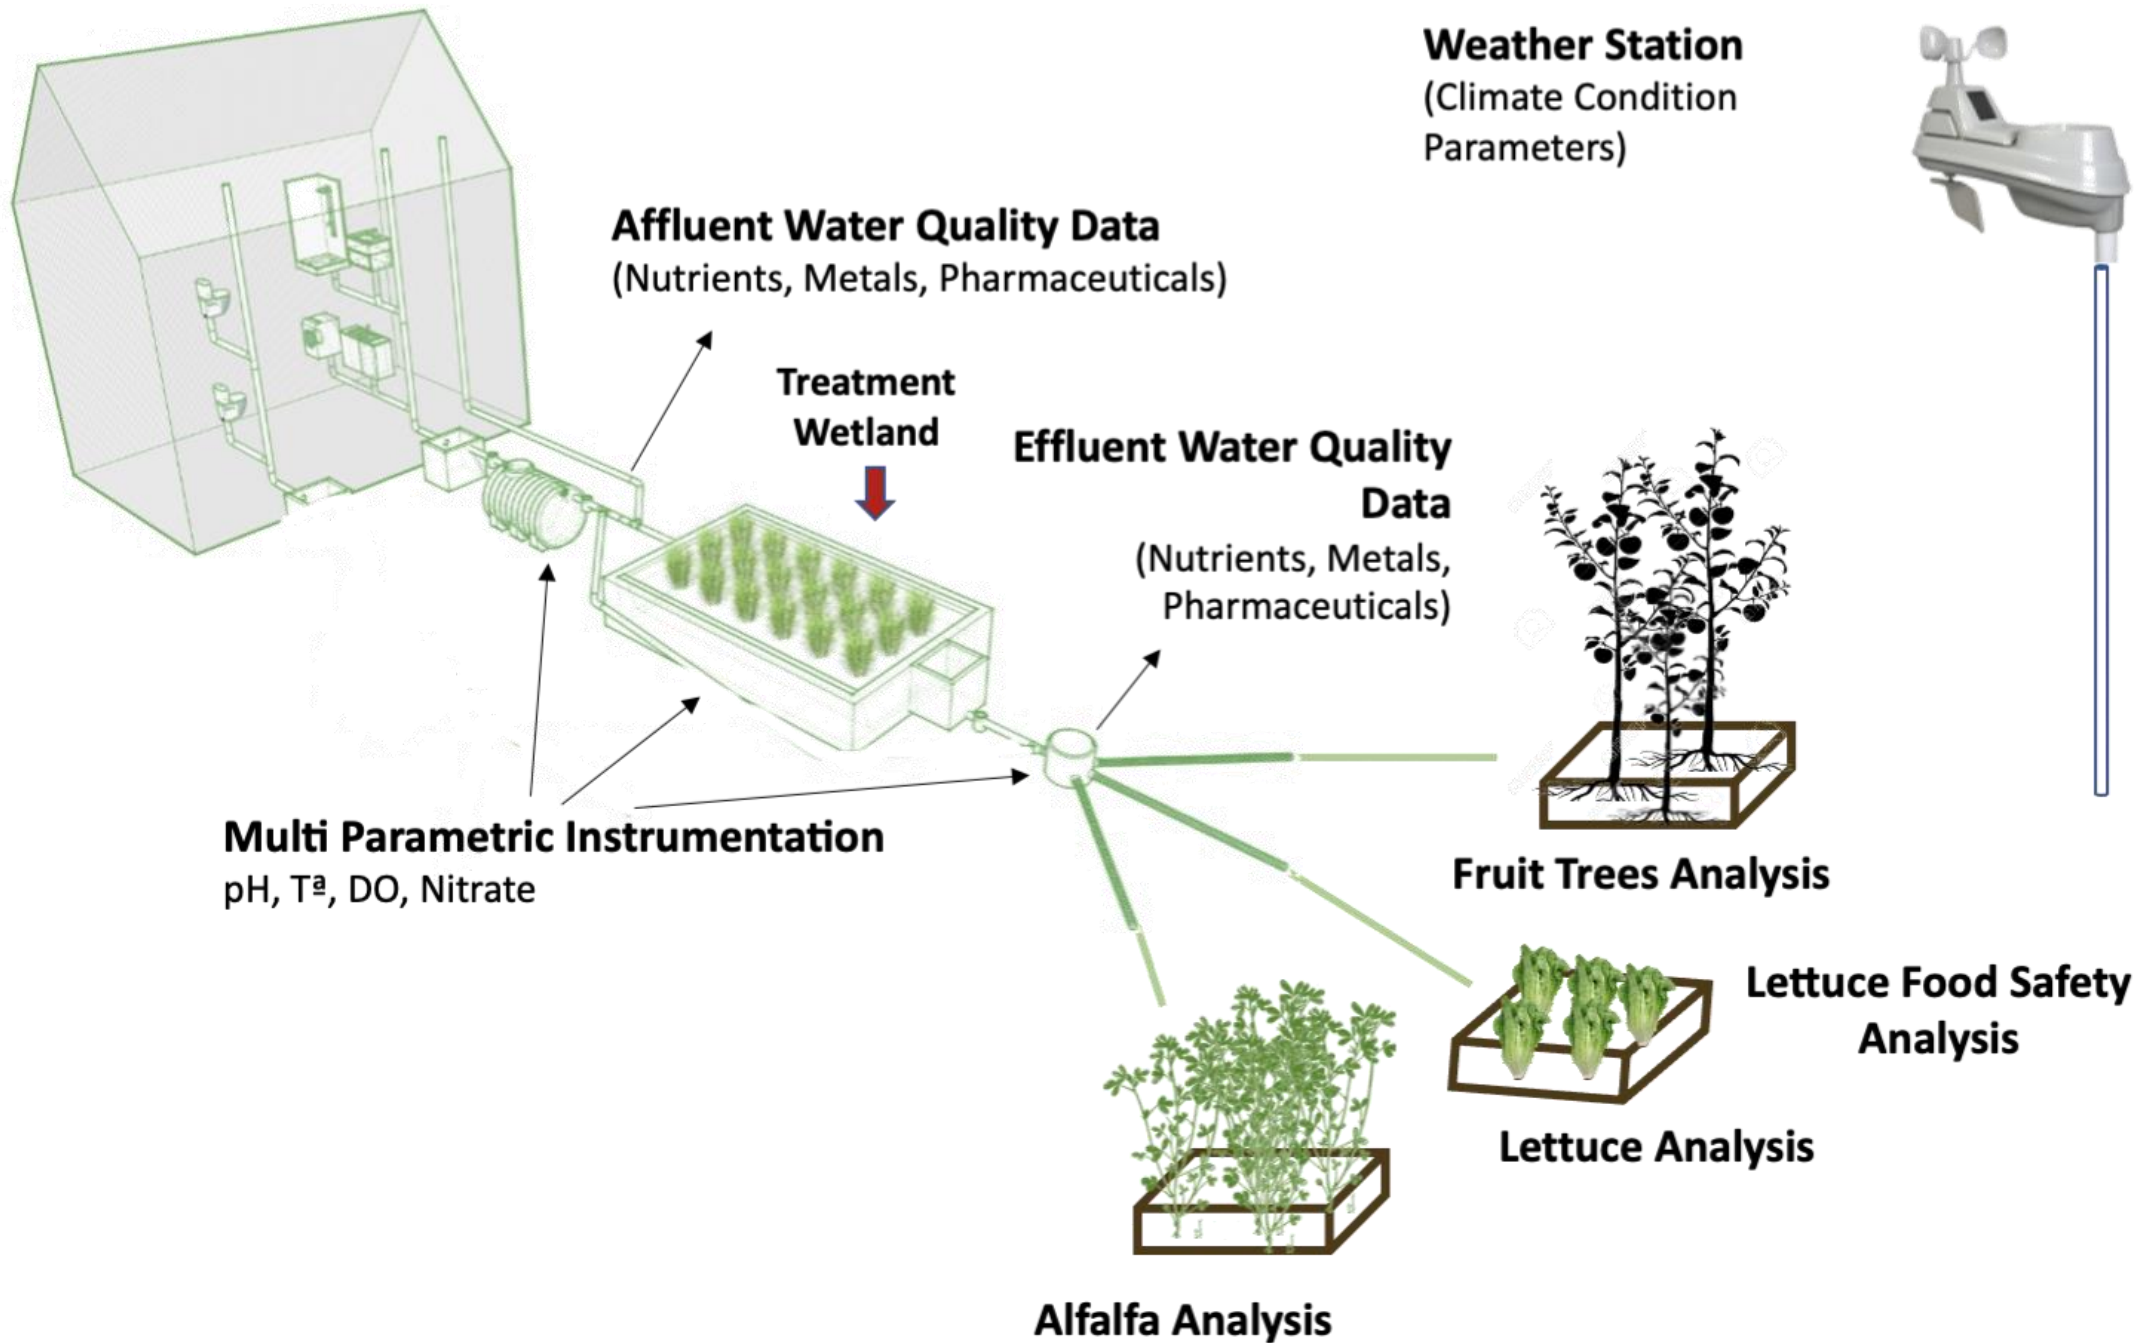 Weather Station
(Climate Condition
Parameters)
Affluent Water Quality Data
(Nutrients, Metals, Pharmaceuticals)
Treatment
Wetland
Effluent Water Quality
Data
(Nutrients, Metals,
Pharmaceuticals)
Multi Parametric Instrumentation
pH, Tª, DO, Nitrate
Fruit Trees Analysis
Lettuce Food Safety
Analysis
Lettuce Analysis
Alfalfa Analysis